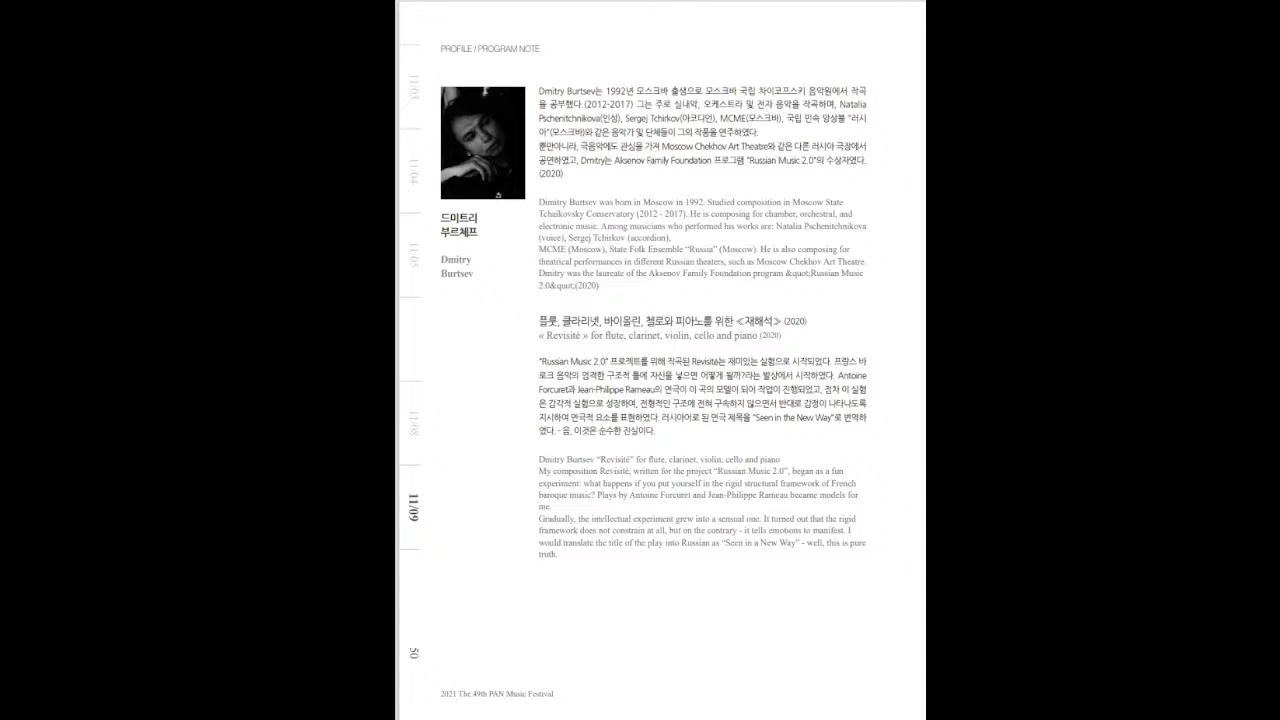 PROFILE / PROGRAM NOTE
11/03
11/04
11/05
11/08
11/09
드미트리
부르체프
Dmitry
Burtsev
Dmitry Burtsev는 1992년 모스크바 출생으로 모스크바 국립 차이코프스키 음악원에서 작곡
을 공부했다.(2012-2017) 그는 주로 실내악, 오케스트라 및 전자 음악을 작곡하며, Natalia
Pschenitchnikova(인성), Sergej Tchirkov(아코디언), MCME(모스크바), 국립 민속 앙상블 "러시
아"(모스크바)와 같은 음악가 및 단체들이 그의 작품을 연주하였다.
뿐만아니라, 극음악에도 관심을 가져 Moscow Chekhov Art Theatre와 같은 다른 러시아 극장에서
공연하였고, Dmitry는 Aksenov Family Foundation 프로그램 "Russian Music 2.0"의 수상자였다.
(2020)
Dimitry Burtsev was born in Moscow in 1992. Studied composition in Moscow State
Tchaikovsky Conservatory (2012 - 2017). He is composing for chamber, orchestral, and
electronic music. Among musicians who performed his works are: Natalia Pschenitchnikova
(voice), Sergej Tchirkov (accordion),
MCME (Moscow), State Folk Ensemble “Russia” (Moscow). He is also composing for
theatrical performances in different Russian theaters, such as Moscow Chekhov Art Theatre.
Dmitry was the laureate of the Aksenov Family Foundation program &quot;Russian Music
2.0&quot;(2020)
플룻, 클라리넷, 바이올린, 첼로와 피아노를 위한 ≪재해석≫ (2020)
« Revisité » for flute, clarinet, violin, cello and piano (2020)
"Russian Music 2.0" 프로젝트를 위해 작곡된 Revisité는 재미있는 실험으로 시작되었다. 프랑스 바
로크 음악의 엄격한 구조적 틀에 자신을 넣으면 어떻게 될까?라는 발상에서 시작하였다. Antoine
Forcuret과 Jean-Philippe Rameau의 연극이 이 곡의 모델이 되어 작업이 진행되었고, 점차 이 실험
은 감각적 실험으로 성장하여, 전형적인 구조에 전혀 구속하지 않으면서 반대로 감정이 나타나도록
지시하여 연극적 요소를 표현하였다. 러시아어로 된 연극 제목을 "Seen in the New Way"로 번역하
였다. - 음, 이것은 순수한 진실이다.
Dmitry Burtsev “Revisité” for flute, clarinet, violin, cello and piano
My composition Revisité, written for the project “Russian Music 2.0”, began as a fun
experiment: what happens if you put yourself in the rigid structural framework of French
baroque music? Plays by Antoine Forcuret and Jean-Philippe Rameau became models for
me.
Gradually, the intellectual experiment grew into a sensual one. It turned out that the rigid
framework does not constrain at all, but on the contrary - it tells emotions to manifest. I
would translate the title of the play into Russian as “Seen in a New Way” - well, this is pure
truth.
50
2021 The 49th PAN Music Festival